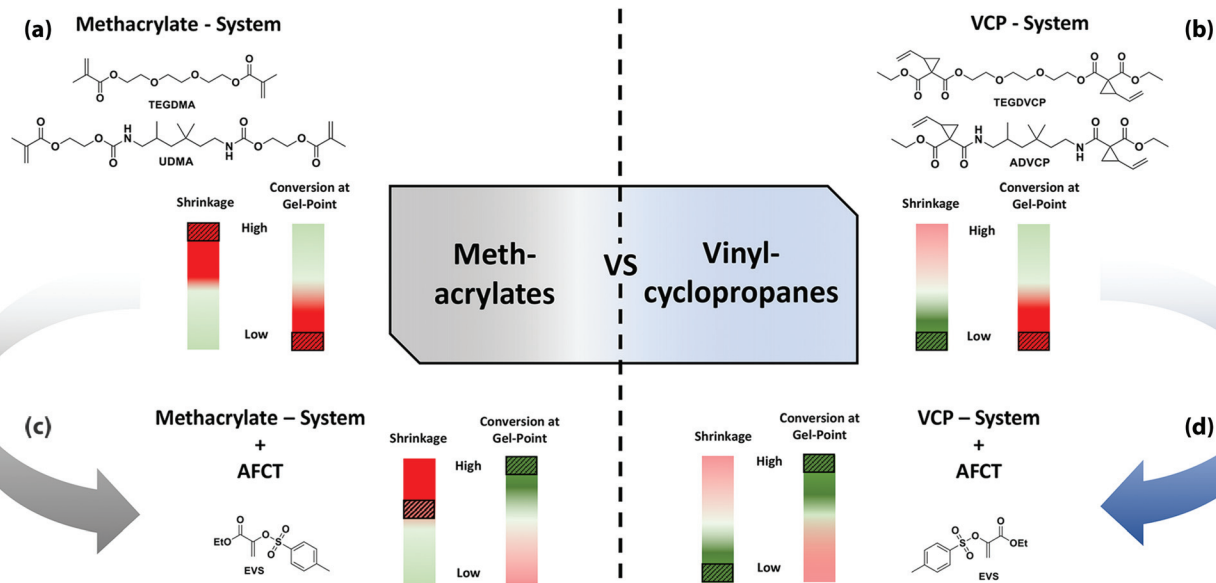 (a)
Methacrylate - System
O
O
O
O
O
O
TEGDMA
O
O
O
O
N
H
H
N
O
O
O
O
UDMA
Shrinkage
Conversion at
Gel-Point
High
Low
VCP - System
(b)
O
O
O
O
O
O
O
O
O
O
TEGDVCP
O
O
O
N
H
H
N
O
O
O
ADVCP
Shrinkage
Conversion at
Gel-Point
High
Low
Meth-
acrylates
VS
Vinyl-
cyclopropanes
(c)
Methacrylate – System
+
AFCT
EtO
O
O
S
O
O
EVS
Shrinkage
Conversion at
Gel-Point
High
Low
Shrinkage
Conversion at
Gel-Point
High
Low
VCP – System
+
AFCT
(d)
O
S
O
O
O
OEt
EVS